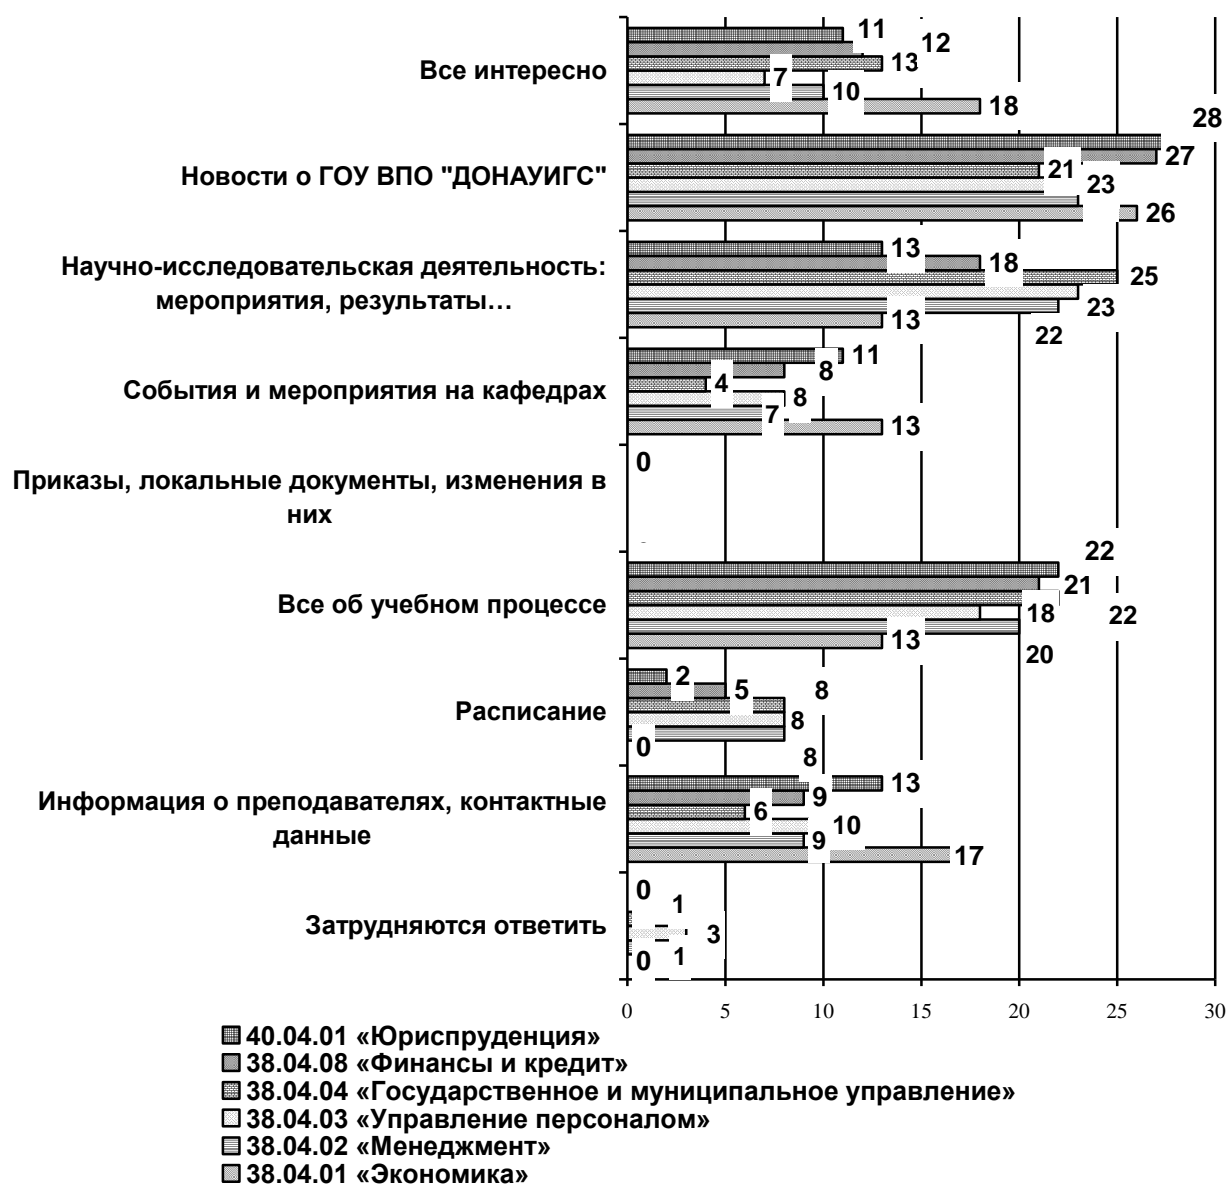 11
12
Все интересно
13
7
10
18
28
27
Новости о ГОУ ВПО "ДОНАУИГС"
21
23
26
13
Научно-исследовательская деятельность:
мероприятия, результаты…
18
25
23
13
22
11
8
События и мероприятия на кафедрах
4
8
7
13
0
Приказы, локальные документы, изменения в
них
22
21
Все об учебном процессе
18
22
13
20
2
5
8
Расписание
8
0
8
13
Информация о преподавателях, контактные
данные
9
6
10
9
17
0
1
Затрудняются ответить
3
0
1
0 5 10 15 20 25 30
40.04.01 «Юриспруденция»
38.04.08 «Финансы и кредит»
38.04.04 «Государственное и муниципальное управление»
38.04.03 «Управление персоналом»
38.04.02 «Менеджмент»
38.04.01 «Экономика»